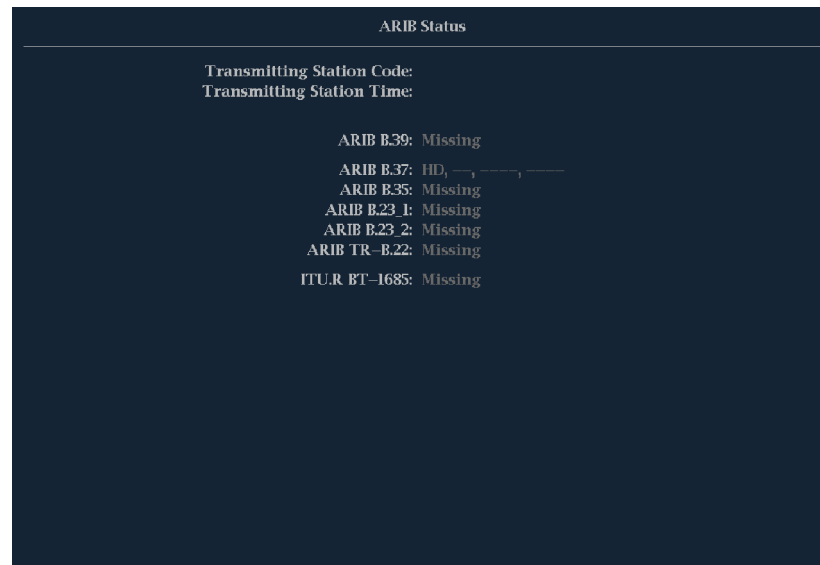 ARIB Status
Transmitting Station Code:
Transmitting Station Time:
ARIB B.39: Missing
ARIB B.37: HD, --, ----, ----
ARIB B.35: Missing
ARIB B.23_1: Missing
ARIB B.23_2: Missing
ARIB TR-B.22: Missing
ITU.R BT-1685: Missing